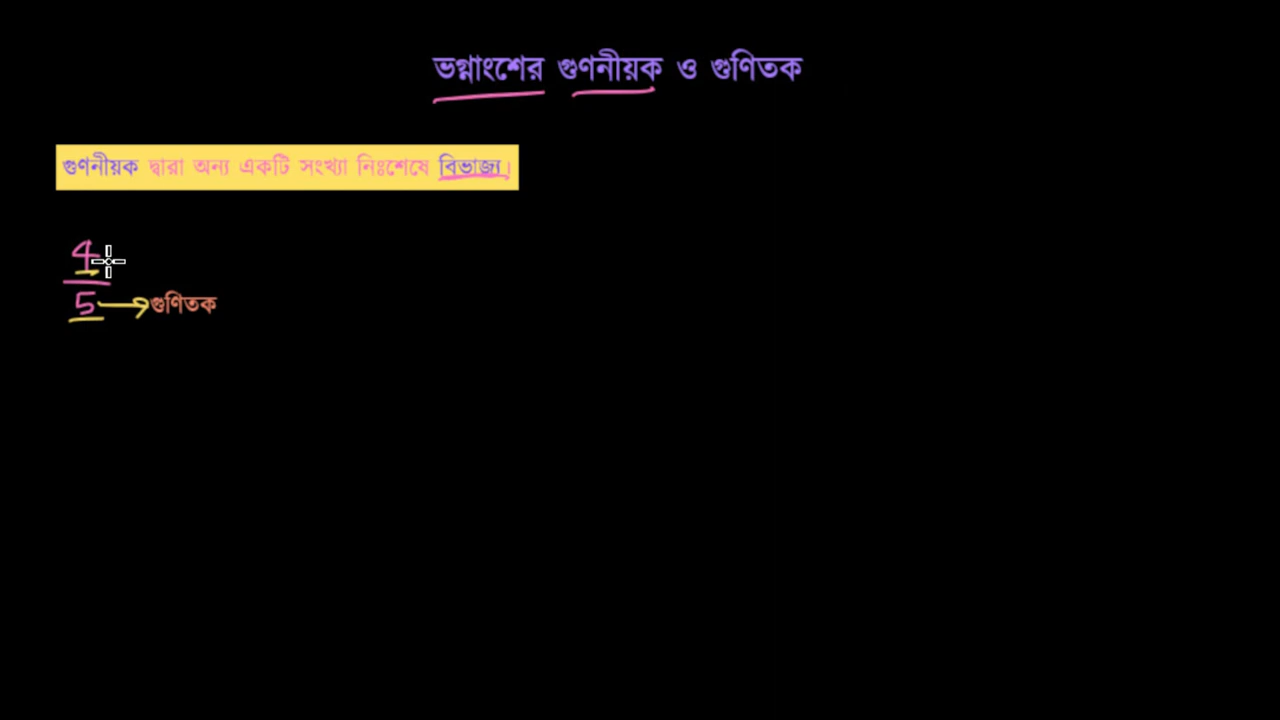 ভগ্নাংশের গুণনীয়ক ও গুণিতক
গুণনীয়ক দ্বারা অন্য একটি সংখ্যা নিঃশেষে বিভাজ্য।
4
5 → গুণিতক